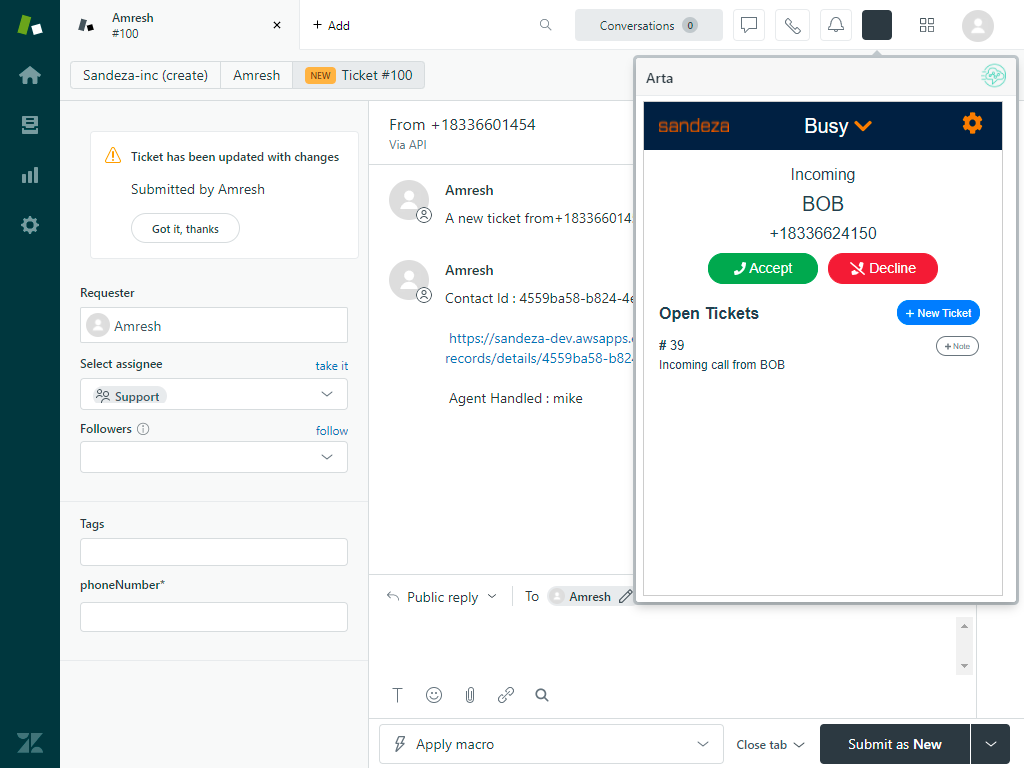 Amresh
#100
+ Add
Conversations 0
Sandeza-inc (create)
Amresh
NEW Ticket #100
Ticket has been updated with changes
Submitted by Amresh
Got it, thanks
Requester
Amresh
Select assignee
take it
Support
Followers
follow
Tags
phoneNumber*
From +18336601454
Via API
Amresh
A new ticket from+183366014
Amresh
Contact Id : 4559ba58-b824-4e
https://sandeza-dev.awsapps.
records/details/4559ba58-b824
Agent Handled : mike
Public reply
To
Amresh
T
Apply macro
Close tab
Submit as New
Arta
sandeza
Busy
Incoming
BOB
+18336624150
Accept
Decline
Open Tickets
+ New Ticket
# 39
+ Note
Incoming call from BOB